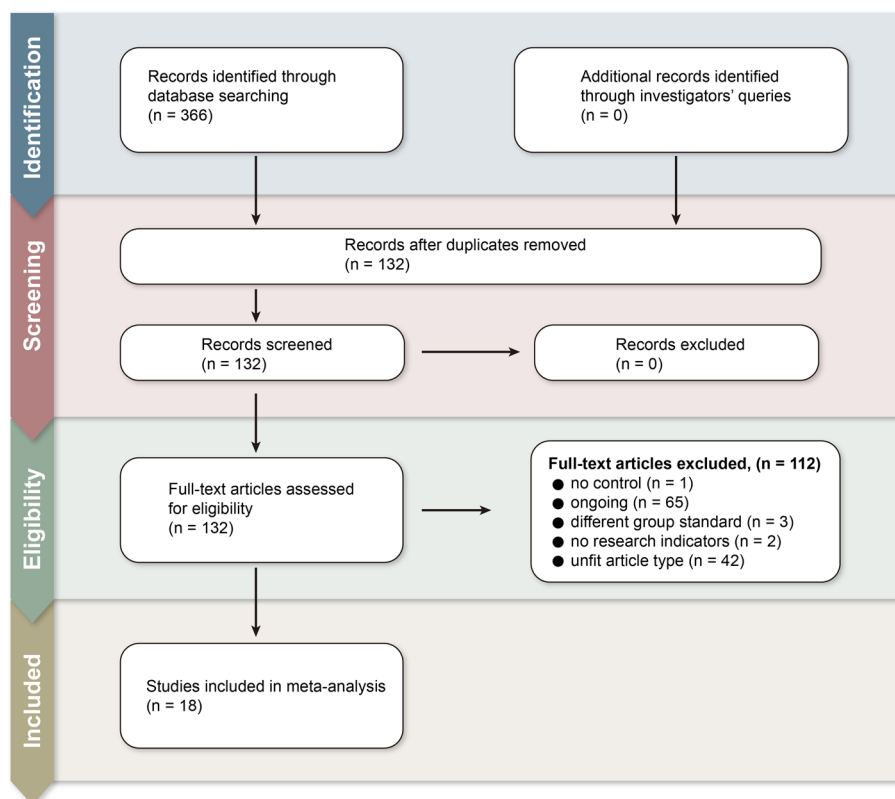 Identification
Records identified through
database searching
(n = 366)
Additional records identified
through investigators' queries
(n = 0)
Screening
Records after duplicates removed
(n = 132)
Records screened
(n = 132)
Records excluded
(n = 0)
Eligibility
Full-text articles assessed
for eligibility
(n = 132)
Full-text articles excluded, (n = 112)
● no control (n = 1)
● ongoing (n = 65)
● different group standard (n = 3)
● no research indicators (n = 2)
● unfit article type (n = 42)
Included
Studies included in meta-analysis
(n = 18)